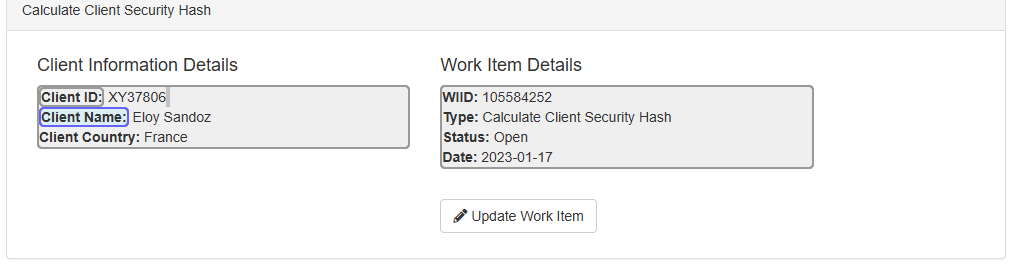 Calculate Client Security Hash
Client Information Details
Client ID: XY37806
Client Name: Eloy Sandoz
Client Country: France
Work Item Details
WIID: 105584252
Type: Calculate Client Security Hash
Status: Open
Date: 2023-01-17
Update Work Item